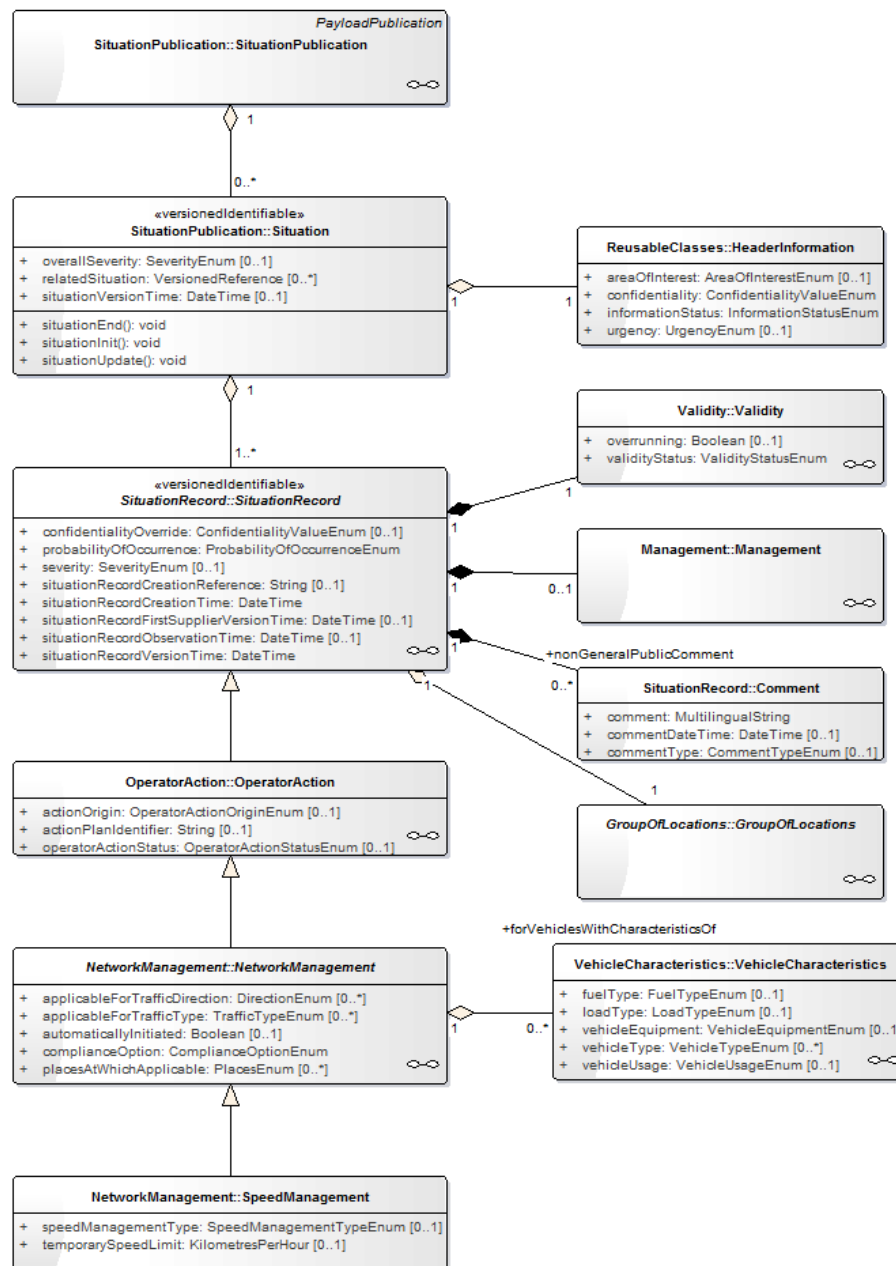 PayloadPublication
SituationPublication::SituationPublication
1
0..*
«versionedIdentifiable»
SituationPublication::Situation
+ overallSeverity: SeverityEnum [0..1]
+ relatedSituation: VersionedReference [0..*]
+ situationVersionTime: DateTime [0..1]
+ situationEnd(): void
+ situationInit(): void
+ situationUpdate(): void
1
1
ReusableClasses::HeaderInformation
+ areaOfInterest: AreaOfInterestEnum [0..1]
+ confidentiality: ConfidentialityValueEnum
+ informationStatus: InformationStatusEnum
+ urgency: UrgencyEnum [0..1]
1
1..*
Validity::Validity
+ overrunning: Boolean [0..1]
+ validityStatus: ValidityStatusEnum
«versionedIdentifiable»
SituationRecord::SituationRecord
+ confidentialityOverride: ConfidentialityValueEnum [0..1]
+ probabilityOfOccurrence: ProbabilityOfOccurrenceEnum
+ severity: SeverityEnum [0..1]
+ situationRecordCreationReference: String [0..1]
+ situationRecordCreationTime: DateTime
+ situationRecordFirstSupplierVersionTime: DateTime [0..1]
+ situationRecordObservationTime: DateTime [0..1]
+ situationRecordVersionTime: DateTime
1
1
Management::Management
1
0..1
1
+nonGeneralPublicComment
0..*
SituationRecord::Comment
+ comment: MultilingualString
+ commentDateTime: DateTime [0..1]
+ commentType: CommentTypeEnum [0..1]
1
1
GroupOfLocations::GroupOfLocations
OperatorAction::OperatorAction
+ actionOrigin: OperatorActionOriginEnum [0..1]
+ actionPlanIdentifier: String [0..1]
+ operatorActionStatus: OperatorActionStatusEnum [0..1]
+forVehiclesWithCharacteristicsOf
NetworkManagement::NetworkManagement
+ applicableForTrafficDirection: DirectionEnum [0..*]
+ applicableForTrafficType: TrafficTypeEnum [0..*]
+ automaticallyInitiated: Boolean [0..1]
+ complianceOption: ComplianceOptionEnum
+ placesAtWhichApplicable: PlacesEnum [0..*]
1
0..*
VehicleCharacteristics::VehicleCharacteristics
+ fuelType: FuelTypeEnum [0..1]
+ loadType: LoadTypeEnum [0..1]
+ vehicleEquipment: VehicleEquipmentEnum [0..1]
+ vehicleType: VehicleTypeEnum [0..*]
+ vehicleUsage: VehicleUsageEnum [0..1]
NetworkManagement::SpeedManagement
+ speedManagementType: SpeedManagementTypeEnum [0..1]
+ temporarySpeedLimit: KilometresPerHour [0..1]